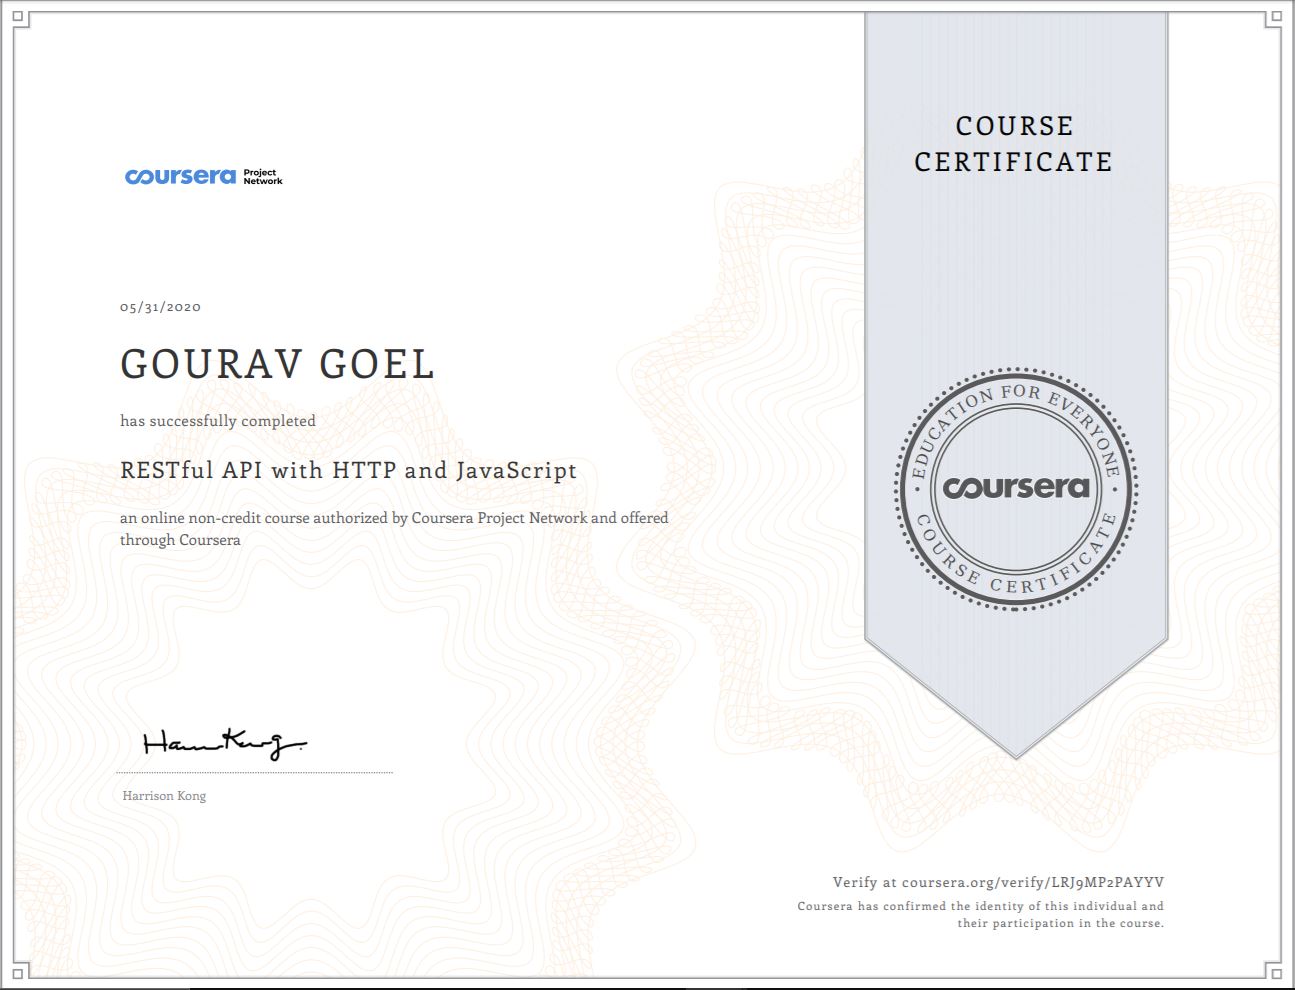 COURSE
CERTIFICATE
coursera Project
Network
05/31/2020
GOURAV GOEL
has successfully completed
RESTful API with HTTP and JavaScript
an online non-credit course authorized by Coursera Project Network and offered
through Coursera
EDUCATION FOR EVERYONE
coursera
COURSE CERTIFICATE
Harrison Kong
Verify at coursera.org/verify/LRJ9MP2PAYYV
Coursera has confirmed the identity of this individual and
their participation in the course.